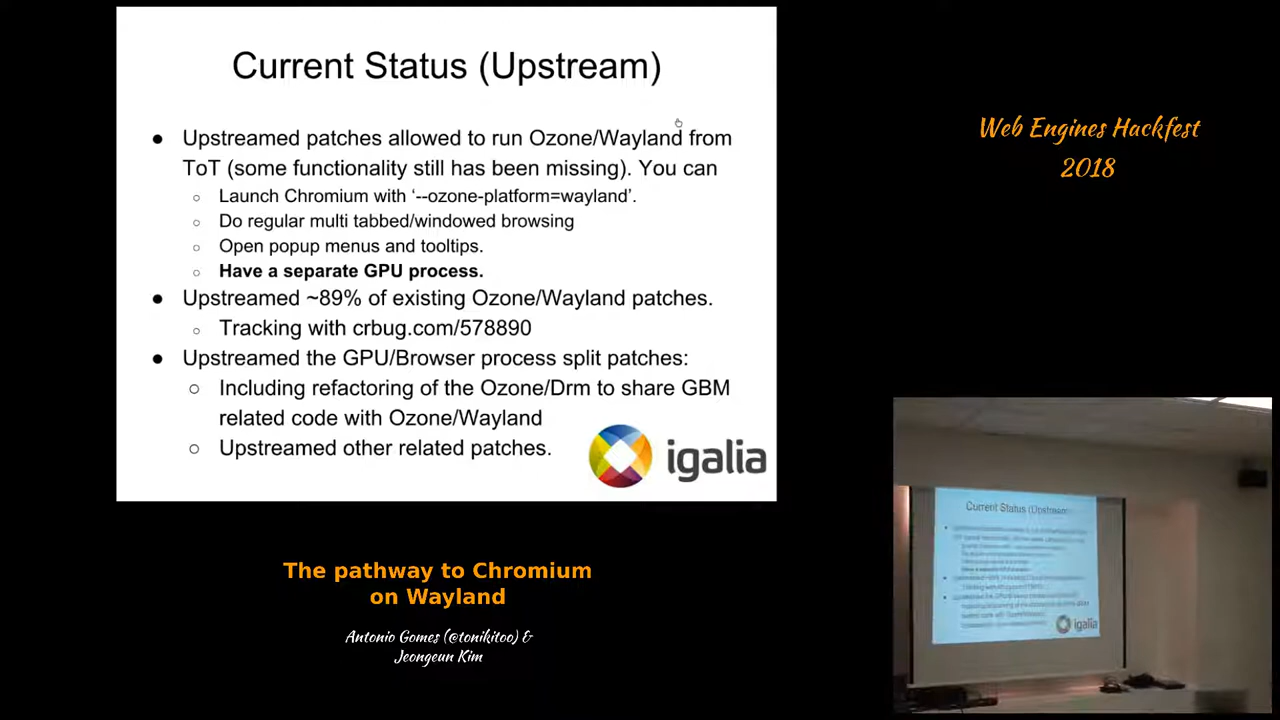 Current Status (Upstream)
● Upstreamed patches allowed to run Ozone/Wayland from
ToT (some functionality still has been missing). You can
○ Launch Chromium with ‘--ozone-platform=wayland’.
○ Do regular multi tabbed/windowed browsing
○ Open popup menus and tooltips.
○ Have a separate GPU process.
● Upstreamed ~89% of existing Ozone/Wayland patches.
○ Tracking with crbug.com/578890
● Upstreamed the GPU/Browser process split patches:
○ Including refactoring of the Ozone/Drm to share GBM
related code with Ozone/Wayland
○ Upstreamed other related patches.
igalia
The pathway to Chromium
on Wayland
Antonio Gomes (@tonikitoo) &
Jeongeun Kim
Web Engines Hackfest
2018
Current Status (Upstream)
igalia